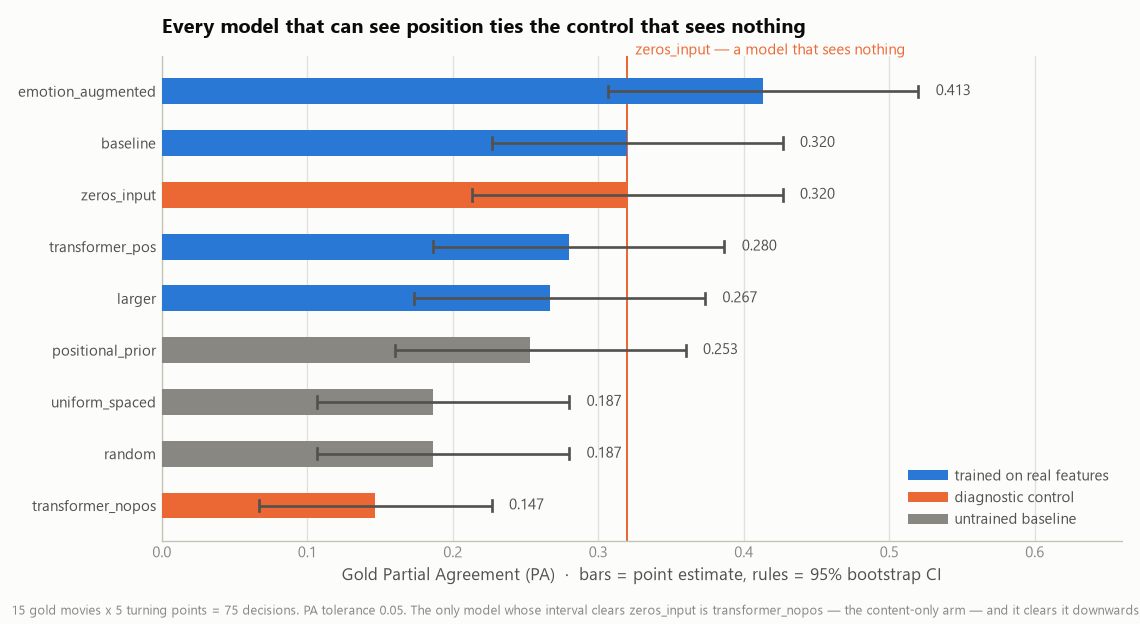 Every model that can see position ties the control that sees nothing
zeros_input — a model that sees nothing
emotion_augmented 0.413
baseline 0.320
zeros_input 0.320
transformer_pos 0.280
larger 0.267
positional_prior 0.253
uniform_spaced 0.187
random 0.187
transformer_nopos 0.147
trained on real features
diagnostic control
untrained baseline
0.0 0.1 0.2 0.3 0.4 0.5 0.6
Gold Partial Agreement (PA) · bars = point estimate, rules = 95% bootstrap CI
15 gold movies x 5 turning points = 75 decisions. PA tolerance 0.05. The only model whose interval clears zeros_input is transformer_nopos — the content-only arm — and it clears it downwards